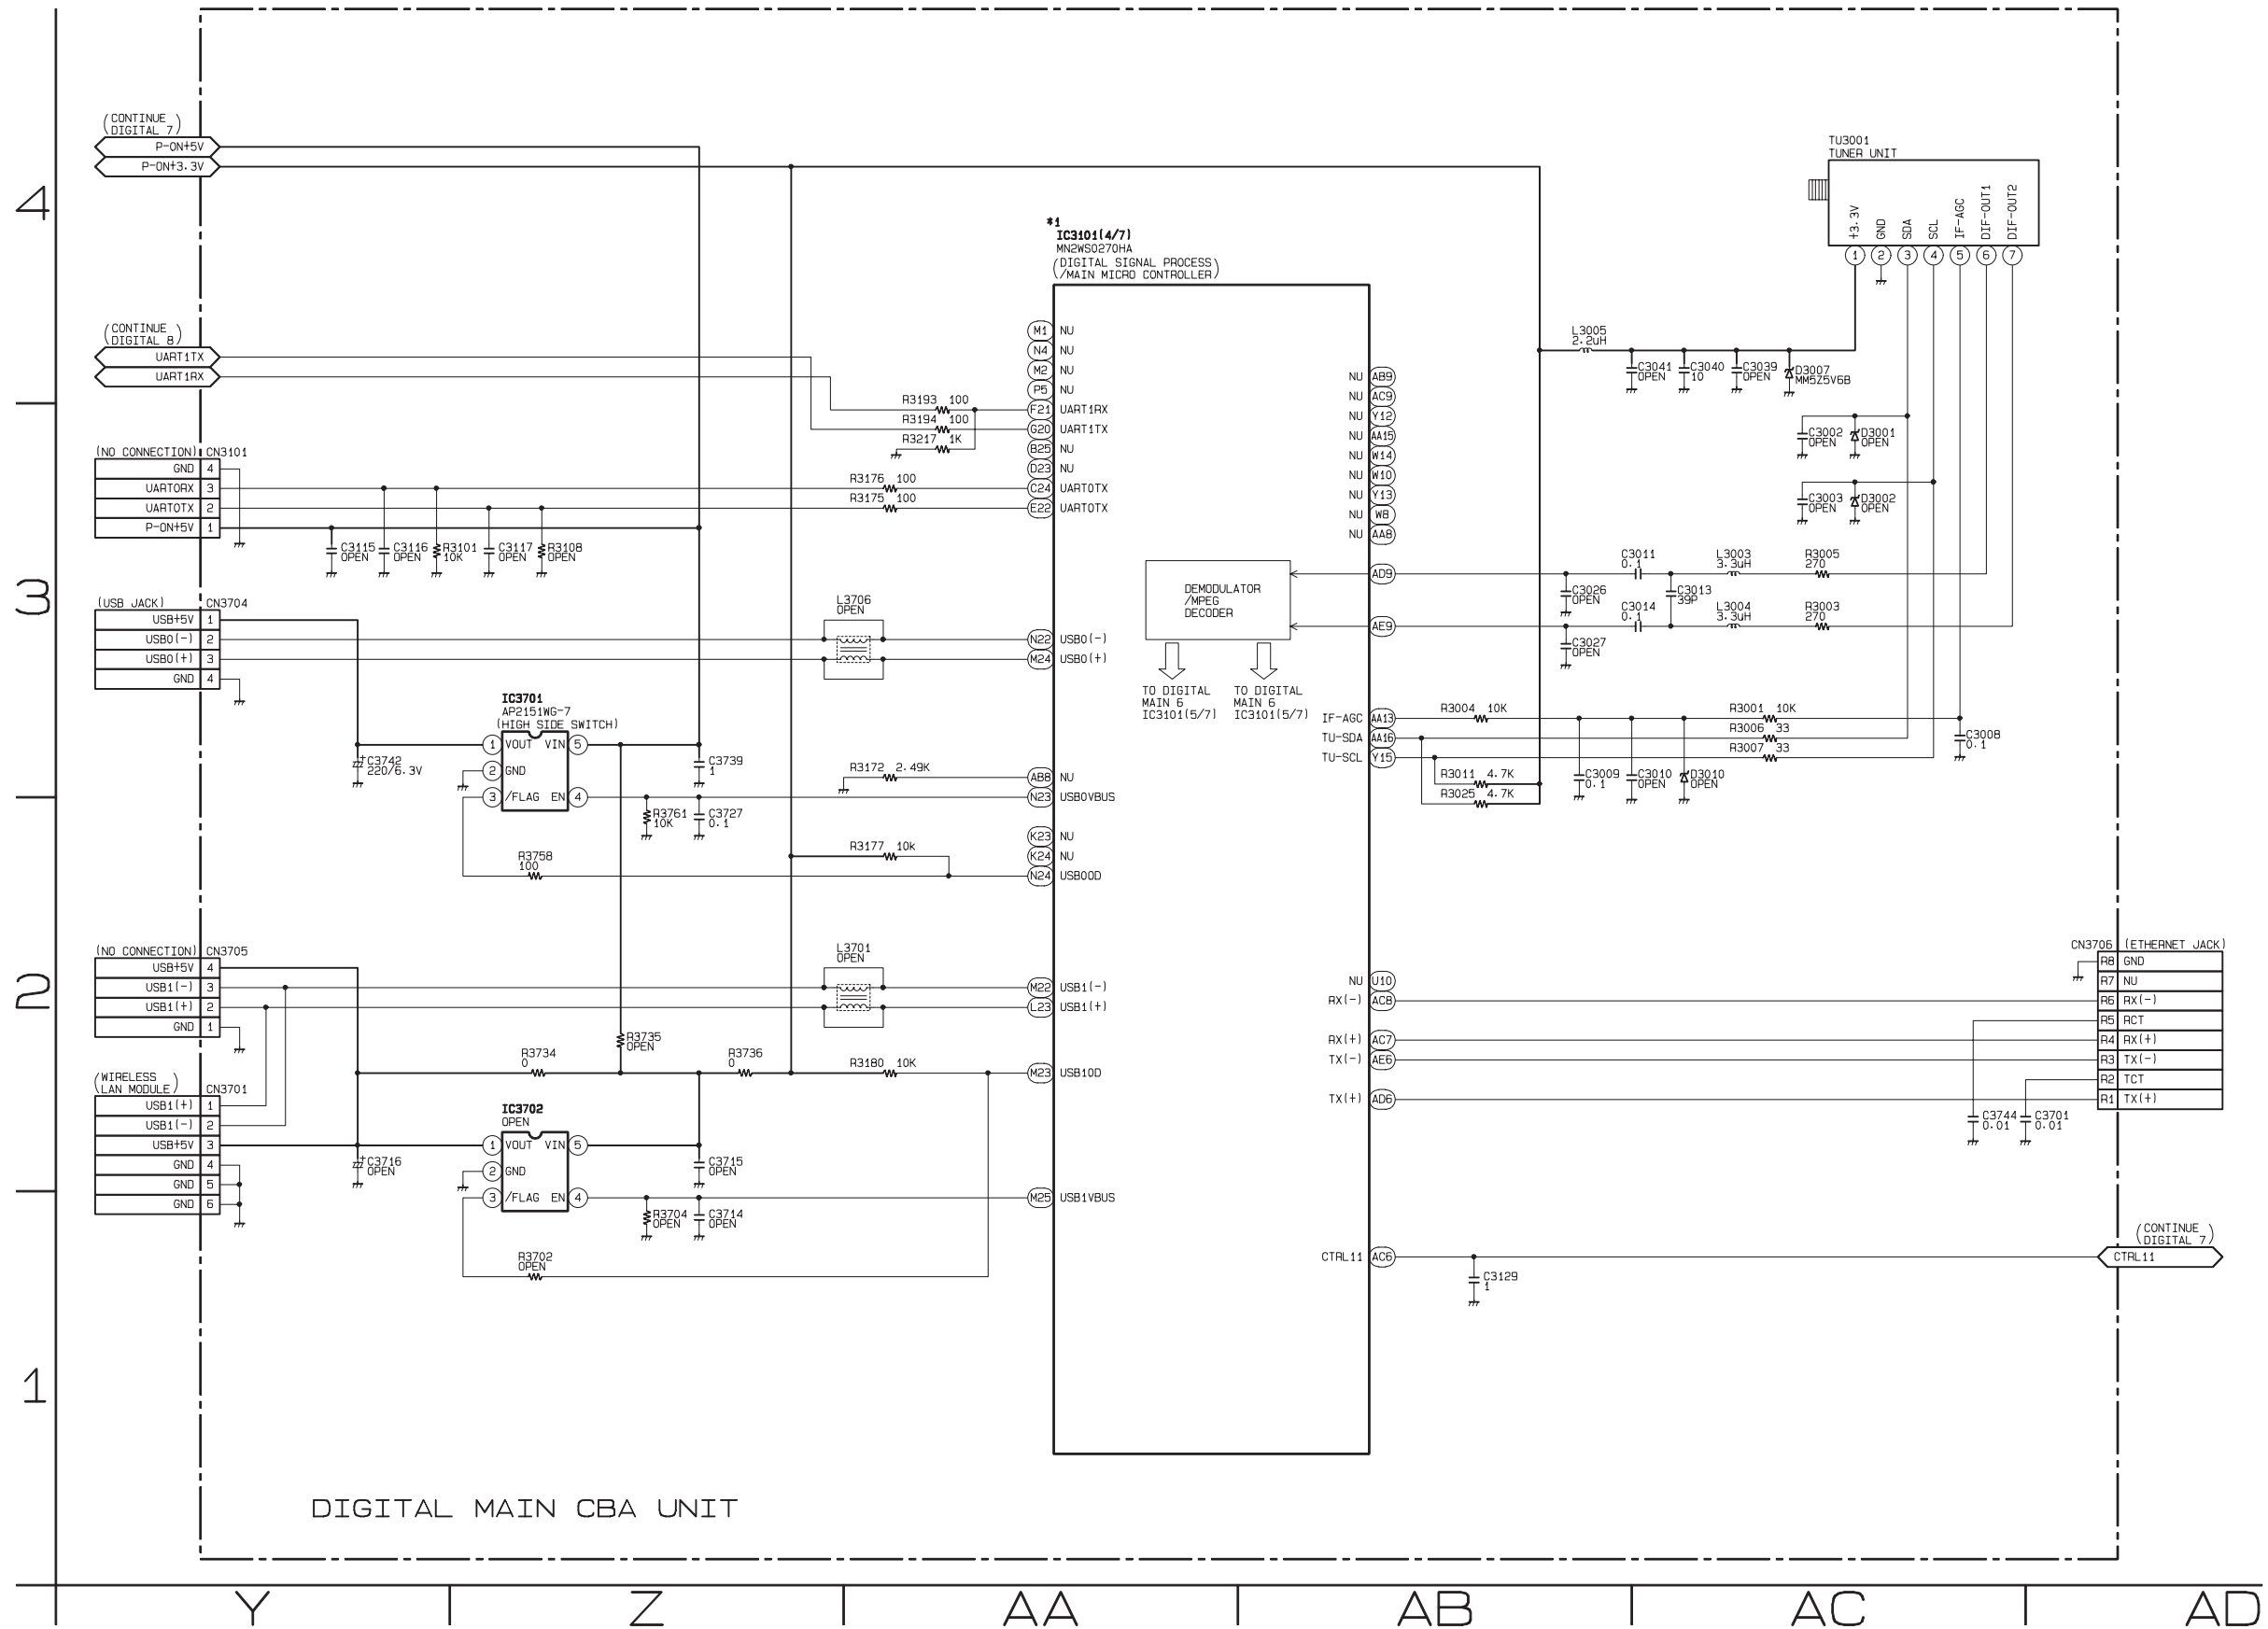 (CONTINUE
DIGITAL 7)
P-ON+5V
P-ON+3.3V
(CONTINUE
DIGITAL 8)
UART1TX
UART1RX
(NO CONNECTION) CN3101
GND 4
UART0RX 3
UART0TX 2
P-ON+5V 1
C3115
OPEN
C3116
OPEN
R3101
10K
C3117
OPEN
R3108
OPEN
(USB JACK) CN3704
USB+5V 1
USB0(-) 2
USB0(+) 3
GND 4
L3706
OPEN
IC3701
AP2151WG-7
(HIGH SIDE SWITCH)
1 VOUT VIN 5
2 GND
3 /FLAG EN 4
C3742
220/6.3V
C3739
1
R3761
10K
C3727
0.1
R3758
100
R3172 2.49K
R3177 10k
(NO CONNECTION) CN3705
USB+5V 4
USB1(-) 3
USB1(+) 2
GND 1
L3701
OPEN
R3735
OPEN
R3734
0
R3736
0
R3180 10K
(WIRELESS
LAN MODULE) CN3701
USB1(+) 1
USB1(-) 2
USB+5V 3
GND 4
GND 5
GND 6
IC3702
OPEN
1 VOUT VIN 5
2 GND
3 /FLAG EN 4
C3716
OPEN
C3715
OPEN
R3704
OPEN
C3714
OPEN
R3702
OPEN
R3193 100
R3194 100
R3217 1K
R3176 100
R3175 100
*1
IC3101(4/7)
MN2WS0270HA
(DIGITAL SIGNAL PROCESS
/MAIN MICRO CONTROLLER)
M1 NU
N4 NU
M2 NU
P5 NU
F21 UART1RX
G20 UART1TX
B25 NU
D23 NU
C24 UART0TX
E22 UART0TX
N22 USB0(-)
M24 USB0(+)
AB8 NU
N23 USB0VBUS
K23 NU
K24 NU
N24 USB0OD
M22 USB1(-)
L23 USB1(+)
M23 USB1OD
M25 USB1VBUS
DEMODULATOR
/MPEG
DECODER
TO DIGITAL
MAIN 6
IC3101(5/7)
TO DIGITAL
MAIN 6
IC3101(5/7)
NU AB9
NU AC9
NU Y12
NU AA15
NU W14
NU W10
NU Y13
NU W8
NU AA8
AD9
AE9
IF-AGC AA13
TU-SDA AA16
TU-SCL Y15
NU U10
RX(-) AC8
RX(+) AC7
TX(-) AE6
TX(+) AD6
CTRL11 AC6
TU3001
TUNER UNIT
+3.3V
GND
SDA
SCL
IF-AGC
DIF-OUT1
DIF-OUT2
1 2 3 4 5 6 7
L3005
2.2uH
C3041
OPEN
C3040
10
C3039
OPEN
D3007
MM5Z5V6B
C3002
OPEN
D3001
OPEN
C3003
OPEN
D3002
OPEN
C3011
0.1
L3003
3.3uH
R3005
270
C3026
OPEN
C3013
39P
C3014
0.1
L3004
3.3uH
R3003
270
C3027
OPEN
R3004 10K
R3001 10K
R3006 33
R3007 33
C3008
0.1
R3011 4.7K
R3025 4.7K
C3009
0.1
C3010
OPEN
D3010
OPEN
CN3706 (ETHERNET JACK)
R8 GND
R7 NU
R6 RX(-)
R5 RCT
R4 RX(+)
R3 TX(-)
R2 TCT
R1 TX(+)
C3744
0.01
C3701
0.01
(CONTINUE
DIGITAL 7)
CTRL11
C3129
1
DIGITAL MAIN CBA UNIT
4
3
2
1
Y Z AA AB AC AD